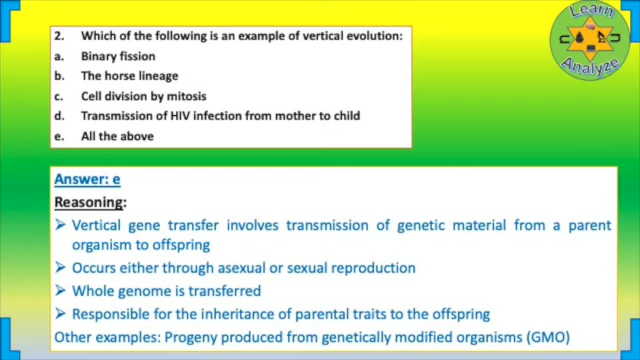 Learn
Analyze
2. Which of the following is an example of vertical evolution:
a. Binary fission
b. The horse lineage
c. Cell division by mitosis
d. Transmission of HIV infection from mother to child
e. All the above
Answer: e
Reasoning:
➢ Vertical gene transfer involves transmission of genetic material from a parent
organism to offspring
➢ Occurs either through asexual or sexual reproduction
➢ Whole genome is transferred
➢ Responsible for the inheritance of parental traits to the offspring
Other examples: Progeny produced from genetically modified organisms (GMO)